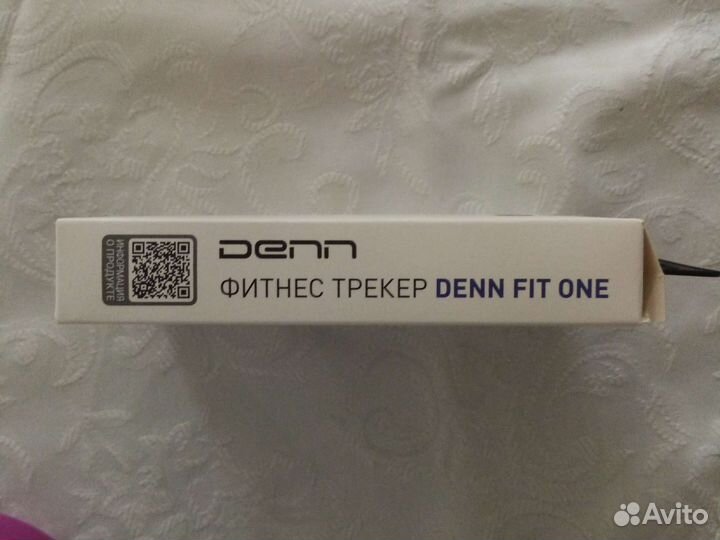 Denn
ФИТНЕС ТРЕКЕР DENN FIT ONE
ИНФОРМАЦИЯ
О ПРОДУКТЕ
Avito